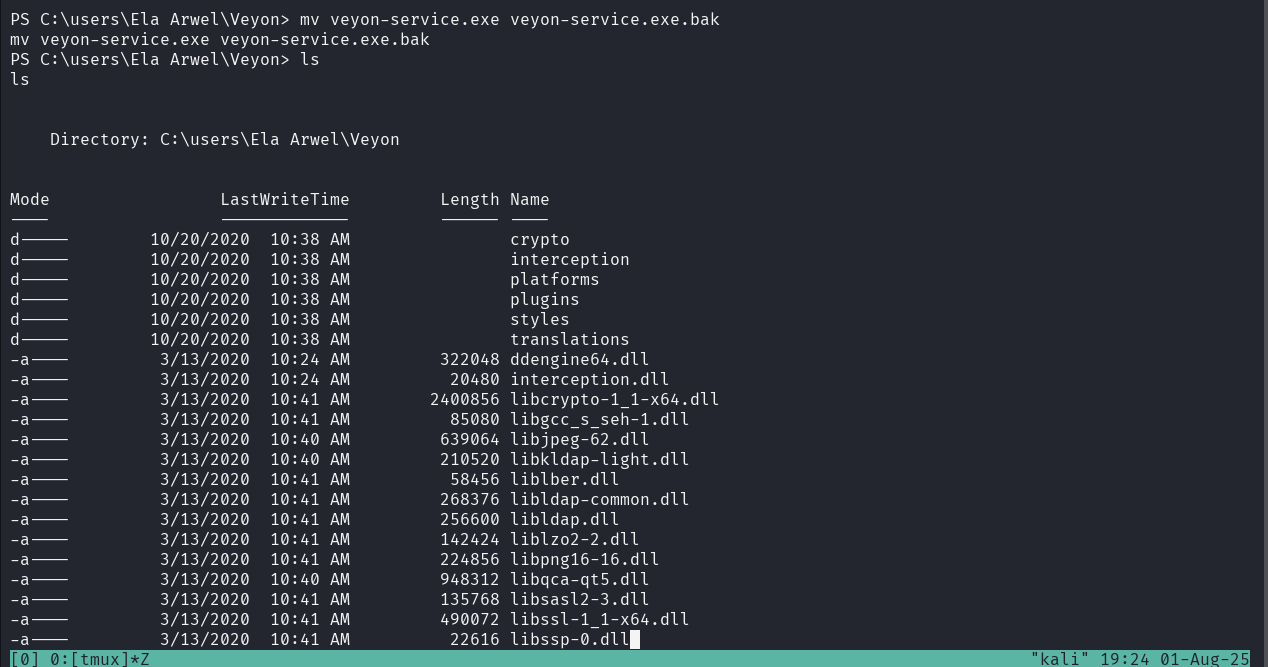 PS C:\users\Ela Arwel\Veyon> mv veyon-service.exe veyon-service.exe.bak
mv veyon-service.exe veyon-service.exe.bak
PS C:\users\Ela Arwel\Veyon> ls
ls
Directory: C:\users\Ela Arwel\Veyon
Mode LastWriteTime Length Name
---- ------------- ------ ----
d----- 10/20/2020 10:38 AM crypto
d----- 10/20/2020 10:38 AM interception
d----- 10/20/2020 10:38 AM platforms
d----- 10/20/2020 10:38 AM plugins
d----- 10/20/2020 10:38 AM styles
d----- 10/20/2020 10:38 AM translations
-a---- 3/13/2020 10:24 AM 322048 ddengine64.dll
-a---- 3/13/2020 10:24 AM 20480 interception.dll
-a---- 3/13/2020 10:41 AM 2400856 libcrypto-1_1-x64.dll
-a---- 3/13/2020 10:41 AM 85080 libgcc_s_seh-1.dll
-a---- 3/13/2020 10:40 AM 639064 libjpeg-62.dll
-a---- 3/13/2020 10:40 AM 210520 libkldap-light.dll
-a---- 3/13/2020 10:41 AM 58456 liblber.dll
-a---- 3/13/2020 10:41 AM 268376 libldap-common.dll
-a---- 3/13/2020 10:41 AM 256600 libldap.dll
-a---- 3/13/2020 10:41 AM 142424 liblzo2-2.dll
-a---- 3/13/2020 10:41 AM 224856 libpng16-16.dll
-a---- 3/13/2020 10:40 AM 948312 libqca-qt5.dll
-a---- 3/13/2020 10:41 AM 135768 libsasl2-3.dll
-a---- 3/13/2020 10:41 AM 490072 libssl-1_1-x64.dll
-a---- 3/13/2020 10:41 AM 22616 libssp-0.dll
[0] 0:[tmux]*Z "kali" 19:24 01-Aug-25